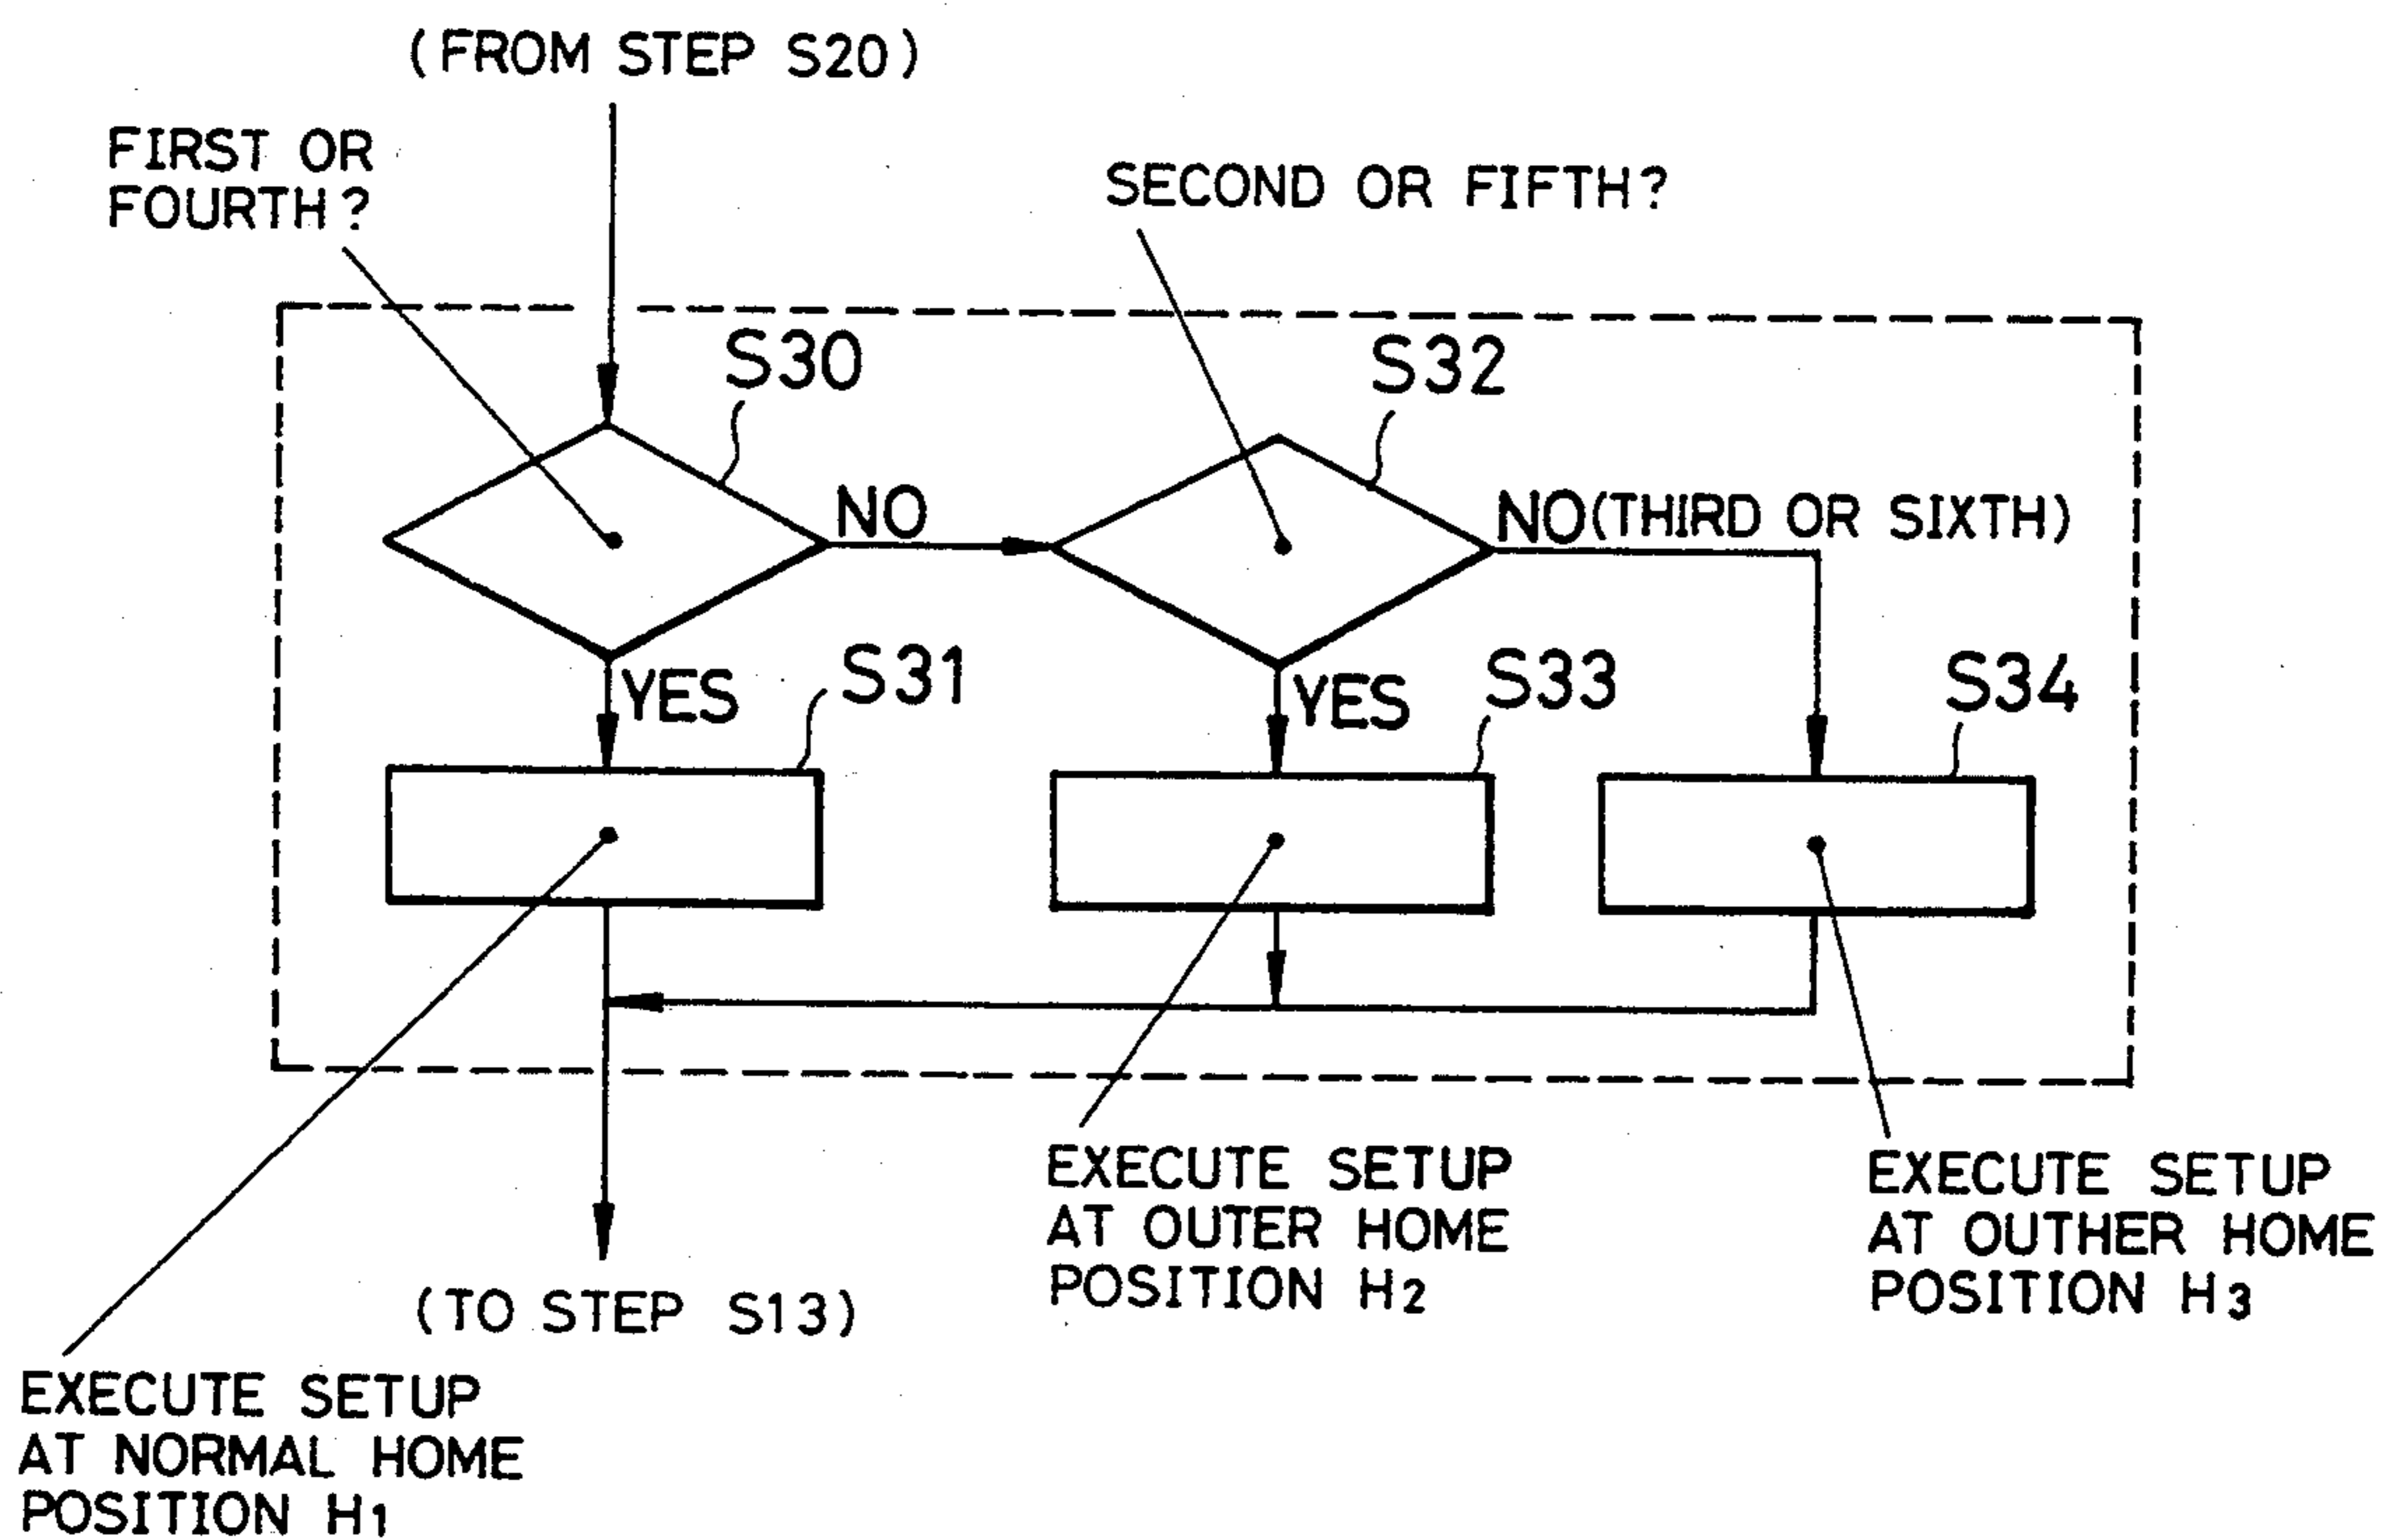 (FROM STEP S20)
FIRST OR
FOURTH?
SECOND OR FIFTH?
S30
S32
NO
NO(THIRD OR SIXTH)
YES
S31
YES
S33
S34
EXECUTE SETUP
AT OUTER HOME
POSITION H2
EXECUTE SETUP
AT OUTHER HOME
POSITION H3
(TO STEP S13)
EXECUTE SETUP
AT NORMAL HOME
POSITION H1